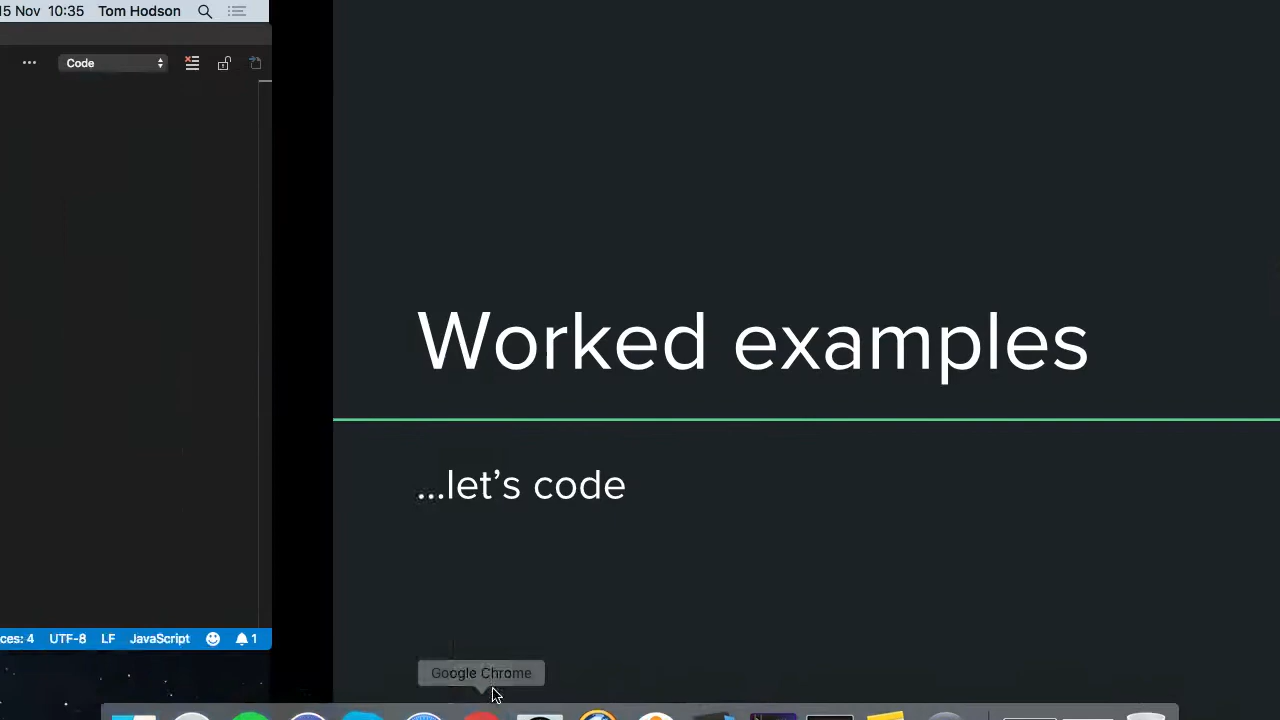 15 Nov 10:35 Tom Hodson
Code
Worked examples
...let's code
ces: 4 UTF-8 LF JavaScript 1
Google Chrome